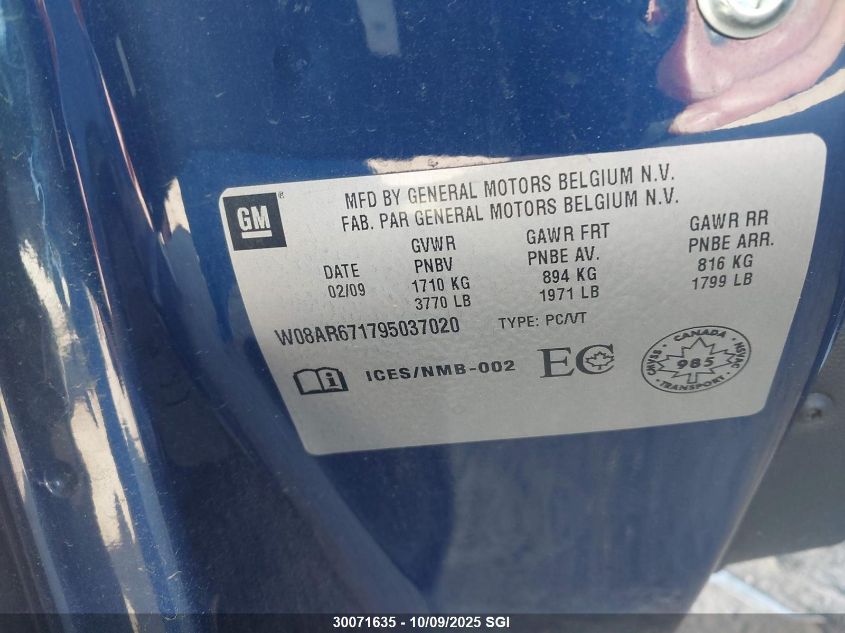 GM®
MFD BY GENERAL MOTORS BELGIUM N.V.
FAB. PAR GENERAL MOTORS BELGIUM N.V.
DATE
02/09
GVWR
PNBV
1710 KG
3770 LB
GAWR FRT
PNBE AV.
894 KG
1971 LB
GAWR RR
PNBE ARR.
816 KG
1799 LB
W08AR671795037020 TYPE: PC/VT
ICES/NMB-002 EC
CANADA
CMVSS
985
NSVAC
TRANSPORT
30071635 - 10/09/2025 SGI